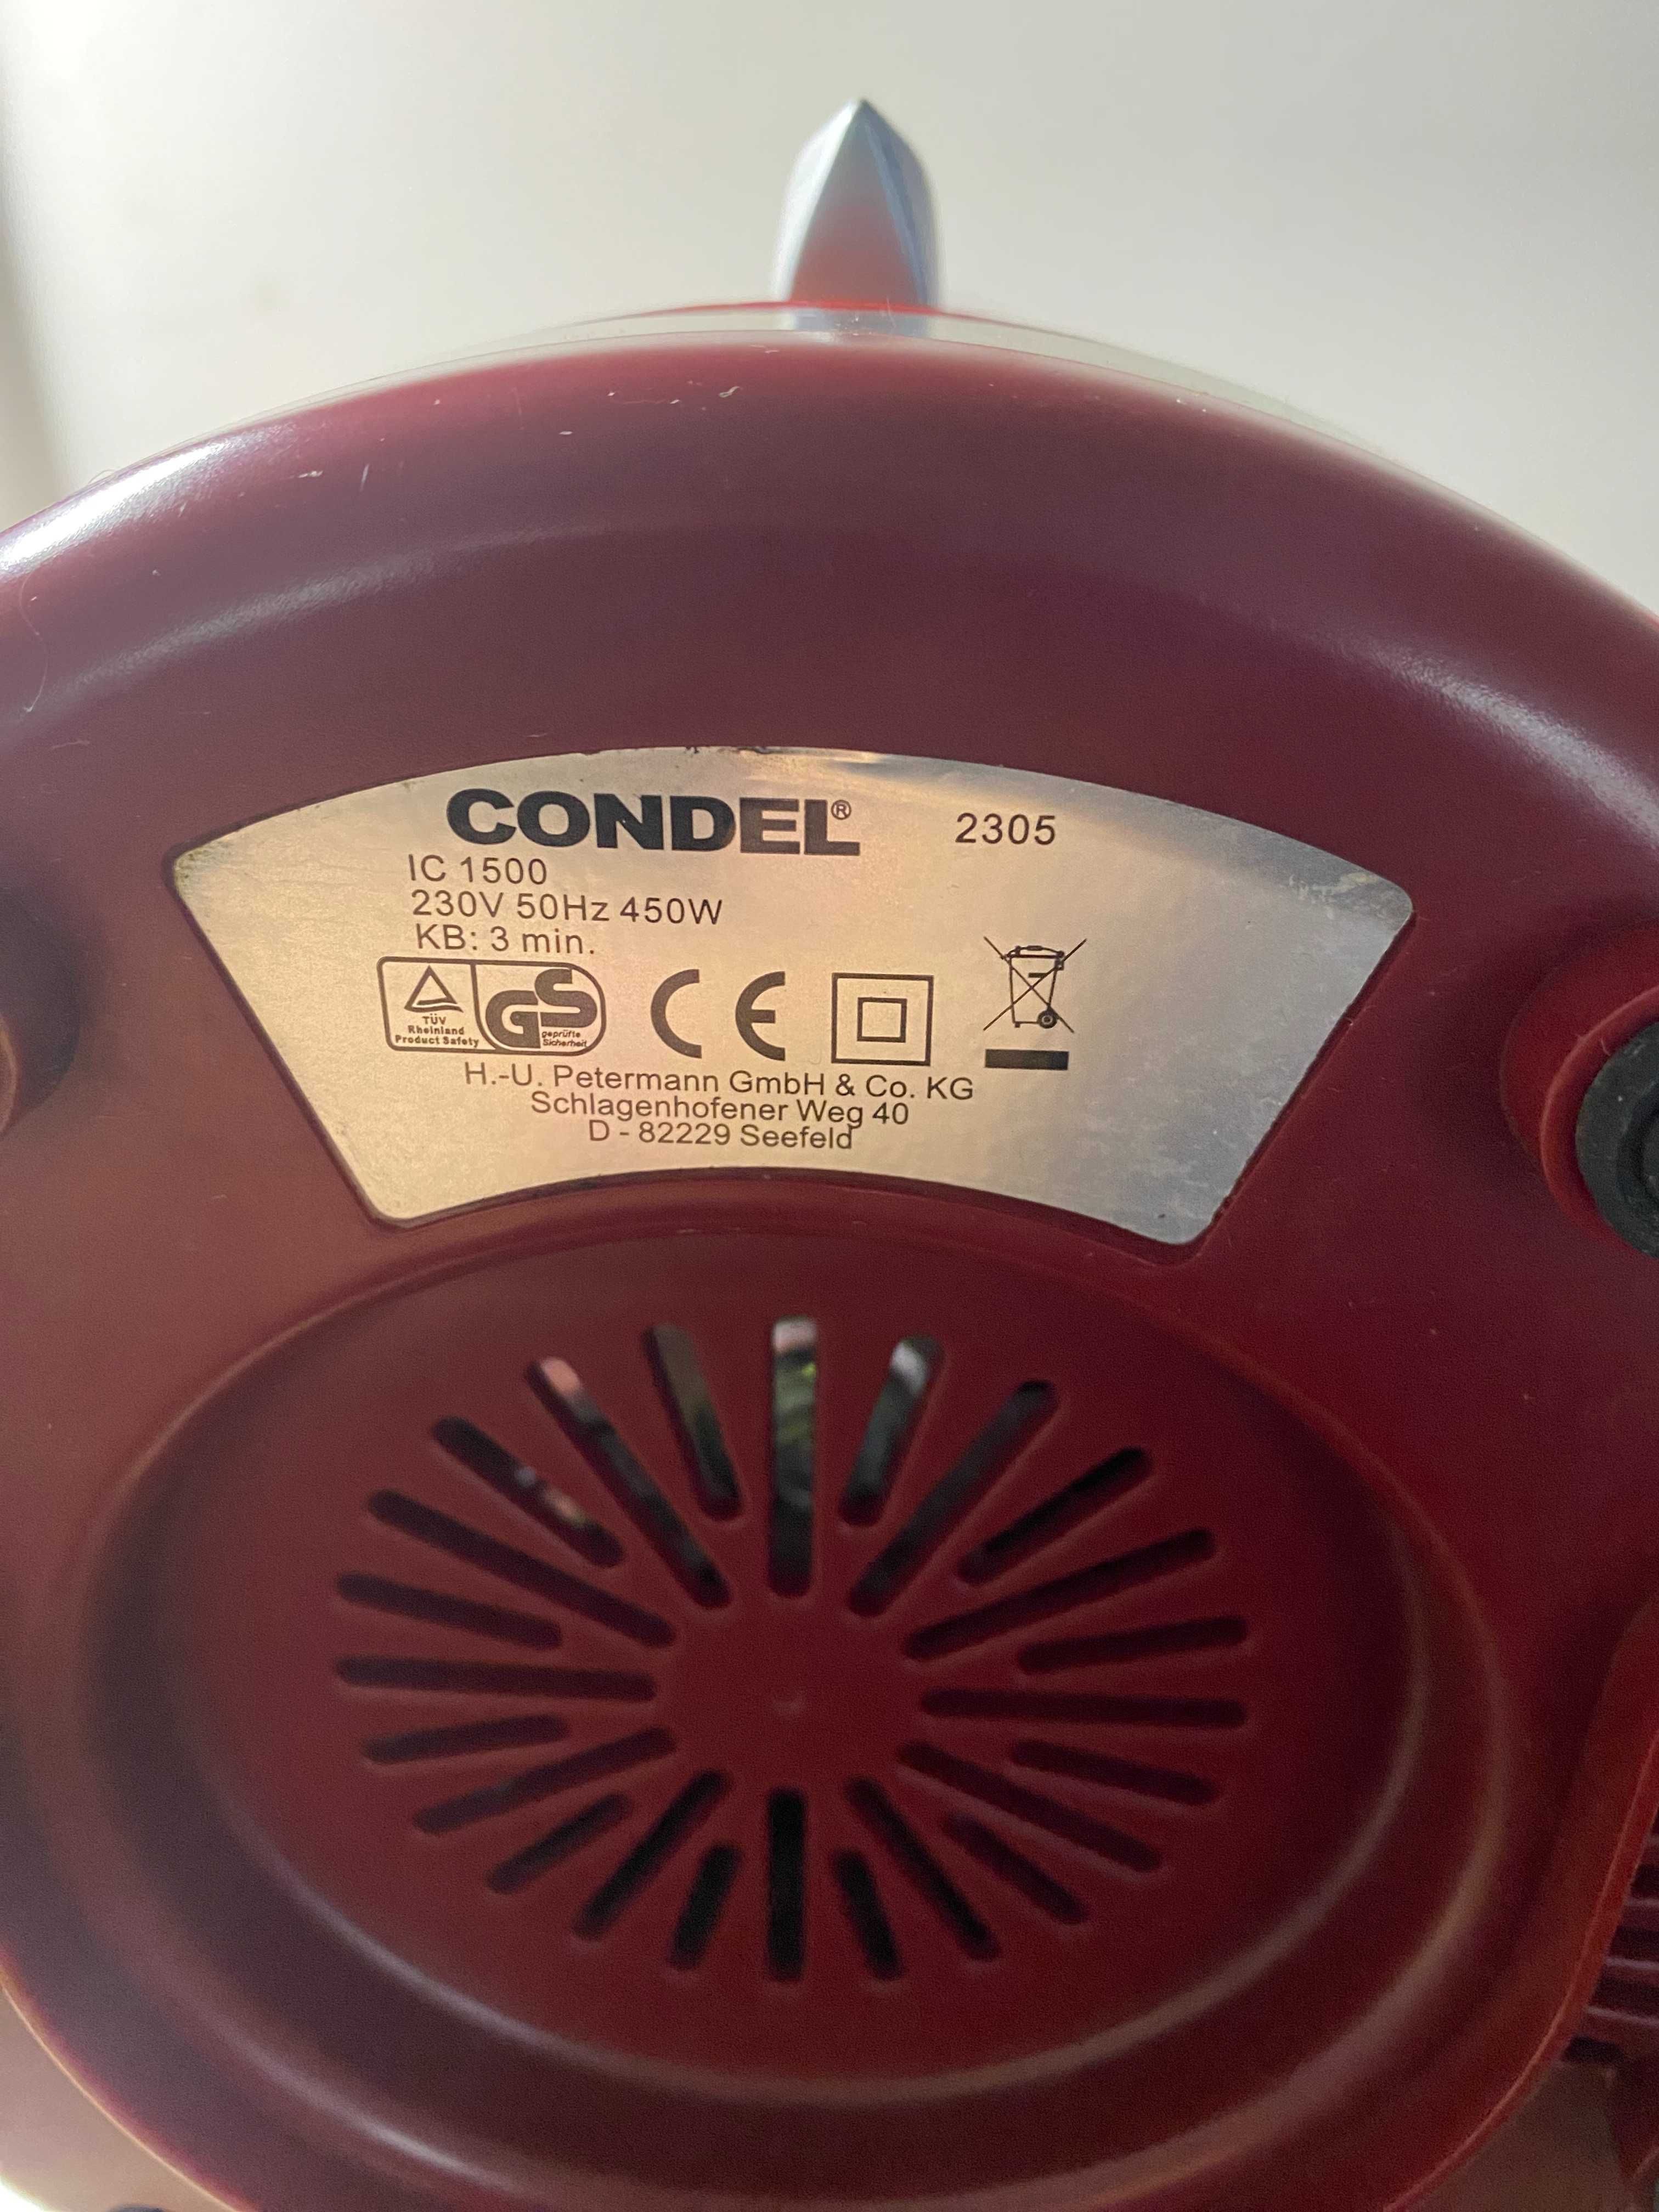 CONDEL® 2305
IC 1500
230V 50Hz 450W
KB: 3 min.
TÜV
Rheinland
Product Safety
GS
geprüfte
Sicherheit
CE
H.-U. Petermann GmbH & Co. KG
Schlagenhofener Weg 40
D - 82229 Seefeld